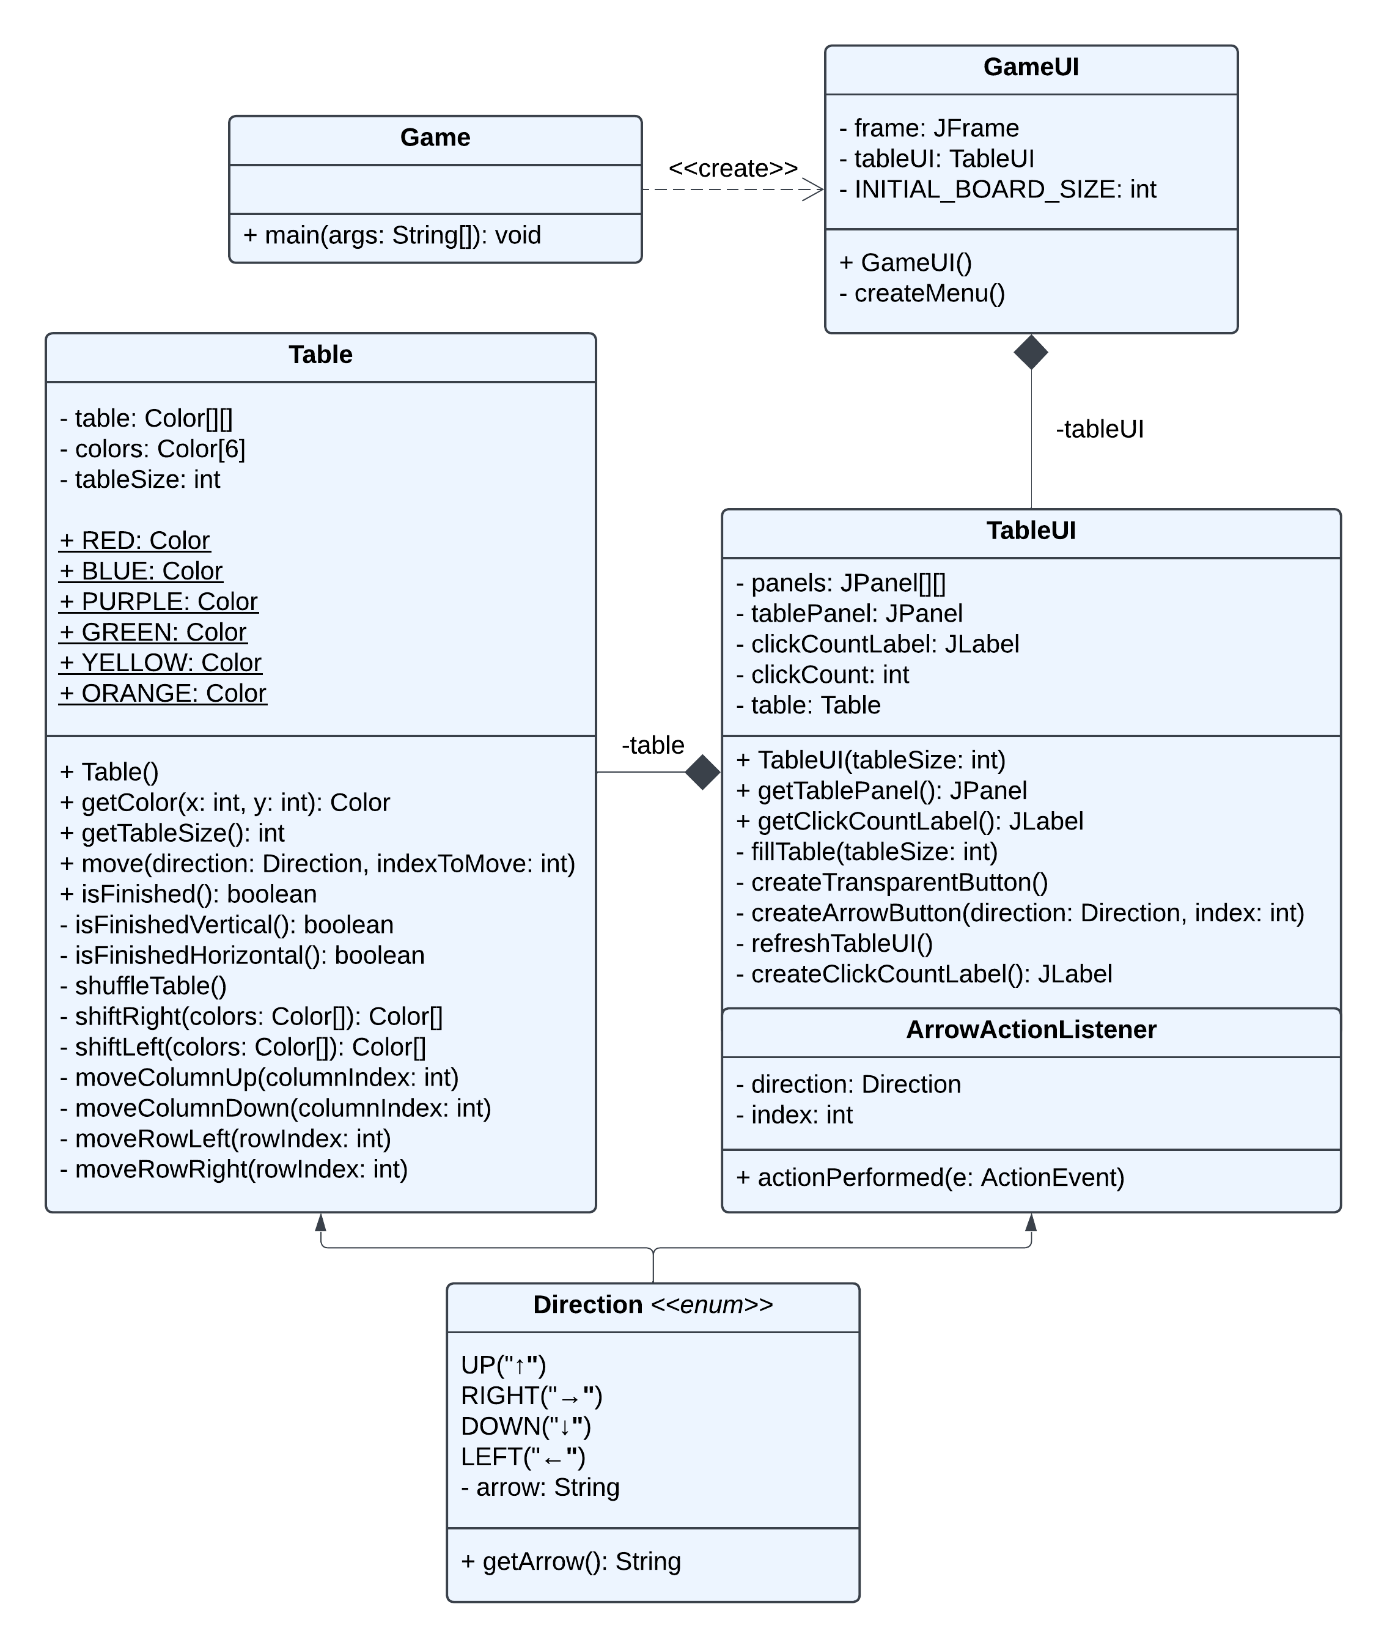 GameUI
- frame: JFrame
- tableUI: TableUI
- INITIAL_BOARD_SIZE: int
+ GameUI()
- createMenu()
Game
+ main(args: String[]): void
<<create>>
Table
- table: Color[][]
- colors: Color[6]
- tableSize: int
+ RED: Color
+ BLUE: Color
+ PURPLE: Color
+ GREEN: Color
+ YELLOW: Color
+ ORANGE: Color
+ Table()
+ getColor(x: int, y: int): Color
+ getTableSize(): int
+ move(direction: Direction, indexToMove: int)
+ isFinished(): boolean
- isFinishedVertical(): boolean
- isFinishedHorizontal(): boolean
- shuffleTable()
- shiftRight(colors: Color[]): Color[]
- shiftLeft(colors: Color[]): Color[]
- moveColumnUp(columnIndex: int)
- moveColumnDown(columnIndex: int)
- moveRowLeft(rowIndex: int)
- moveRowRight(rowIndex: int)
-tableUI
-table
TableUI
- panels: JPanel[][]
- tablePanel: JPanel
- clickCountLabel: JLabel
- clickCount: int
- table: Table
+ TableUI(tableSize: int)
+ getTablePanel(): JPanel
+ getClickCountLabel(): JLabel
- fillTable(tableSize: int)
- createTransparentButton()
- createArrowButton(direction: Direction, index: int)
- refreshTableUI()
- createClickCountLabel(): JLabel
ArrowActionListener
- direction: Direction
- index: int
+ actionPerformed(e: ActionEvent)
Direction <<enum>>
UP("↑")
RIGHT("→")
DOWN("↓")
LEFT("←")
- arrow: String
+ getArrow(): String